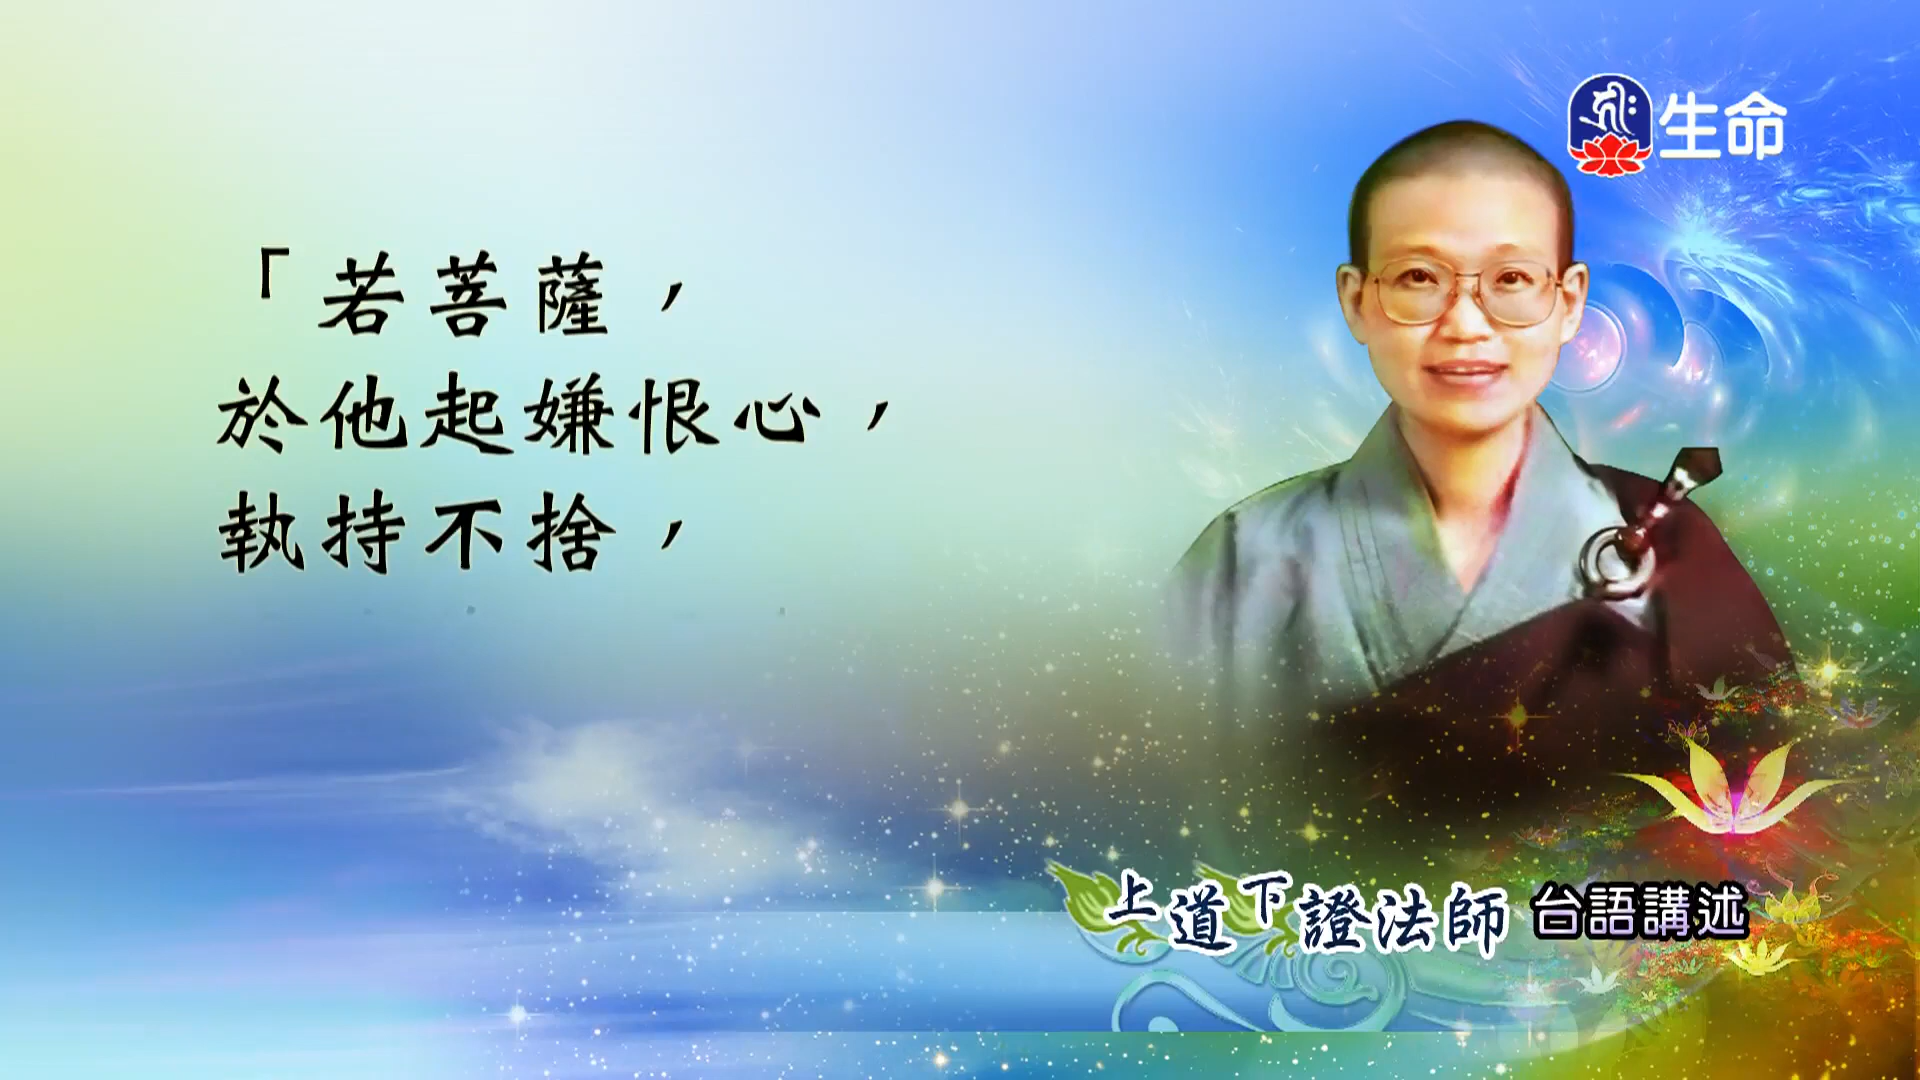 生命
「若菩薩，
於他起嫌恨心，
執持不捨，
上道下證法師 台語講述